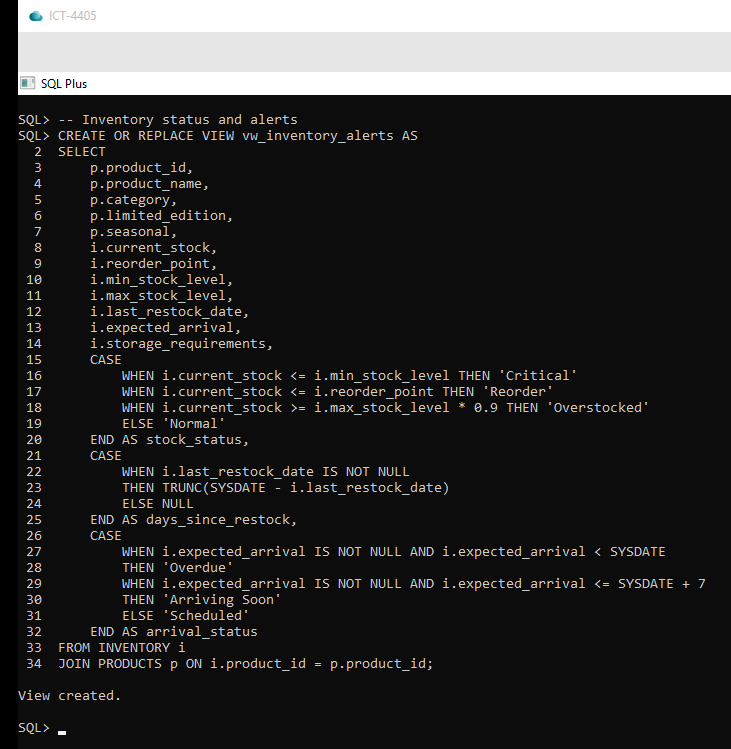 ICT-4405
SQL Plus
SQL> -- Inventory status and alerts
SQL> CREATE OR REPLACE VIEW vw_inventory_alerts AS
  2  SELECT
  3      p.product_id,
  4      p.product_name,
  5      p.category,
  6      p.limited_edition,
  7      p.seasonal,
  8      i.current_stock,
  9      i.reorder_point,
 10      i.min_stock_level,
 11      i.max_stock_level,
 12      i.last_restock_date,
 13      i.expected_arrival,
 14      i.storage_requirements,
 15      CASE
 16          WHEN i.current_stock <= i.min_stock_level THEN 'Critical'
 17          WHEN i.current_stock <= i.reorder_point THEN 'Reorder'
 18          WHEN i.current_stock >= i.max_stock_level * 0.9 THEN 'Overstocked'
 19          ELSE 'Normal'
 20      END AS stock_status,
 21      CASE
 22          WHEN i.last_restock_date IS NOT NULL
 23          THEN TRUNC(SYSDATE - i.last_restock_date)
 24          ELSE NULL
 25      END AS days_since_restock,
 26      CASE
 27          WHEN i.expected_arrival IS NOT NULL AND i.expected_arrival < SYSDATE
 28          THEN 'Overdue'
 29          WHEN i.expected_arrival IS NOT NULL AND i.expected_arrival <= SYSDATE + 7
 30          THEN 'Arriving Soon'
 31          ELSE 'Scheduled'
 32      END AS arrival_status
 33  FROM INVENTORY i
 34  JOIN PRODUCTS p ON i.product_id = p.product_id;
View created.
SQL>